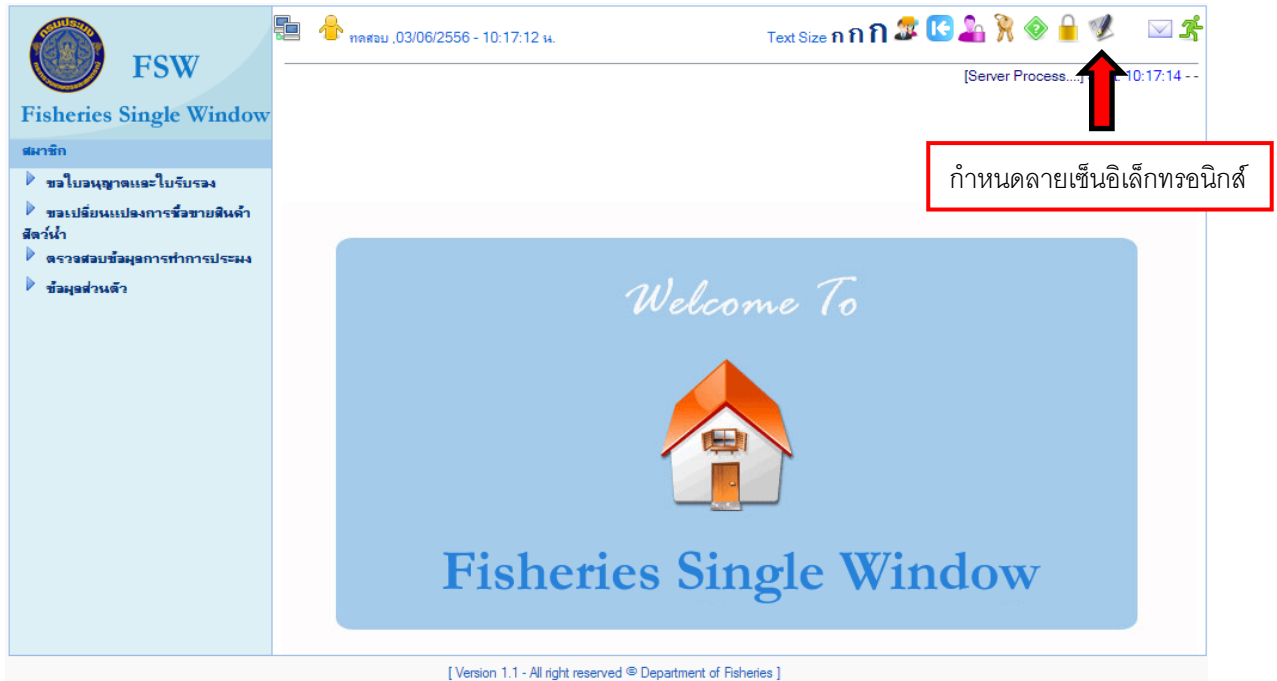 ทดสอบ ,03/06/2556 - 10:17:12 น.
Text Size ก ก ก
FSW
Fisheries Single Window
[Server Process....] 10:17:14 - -
สมาชิก
ขอใบอนุญาตและใบรับรอง
ขอเปลี่ยนแปลงการซื้อขายสินค้า
สัตว์น้ำ
ตรวจสอบข้อมูลการทำการประมง
ข้อมูลส่วนตัว
กำหนดลายเซ็นอิเล็กทรอนิกส์
Welcome To
Fisheries Single Window
[ Version 1.1 - All right reserved © Department of Fisheries ]